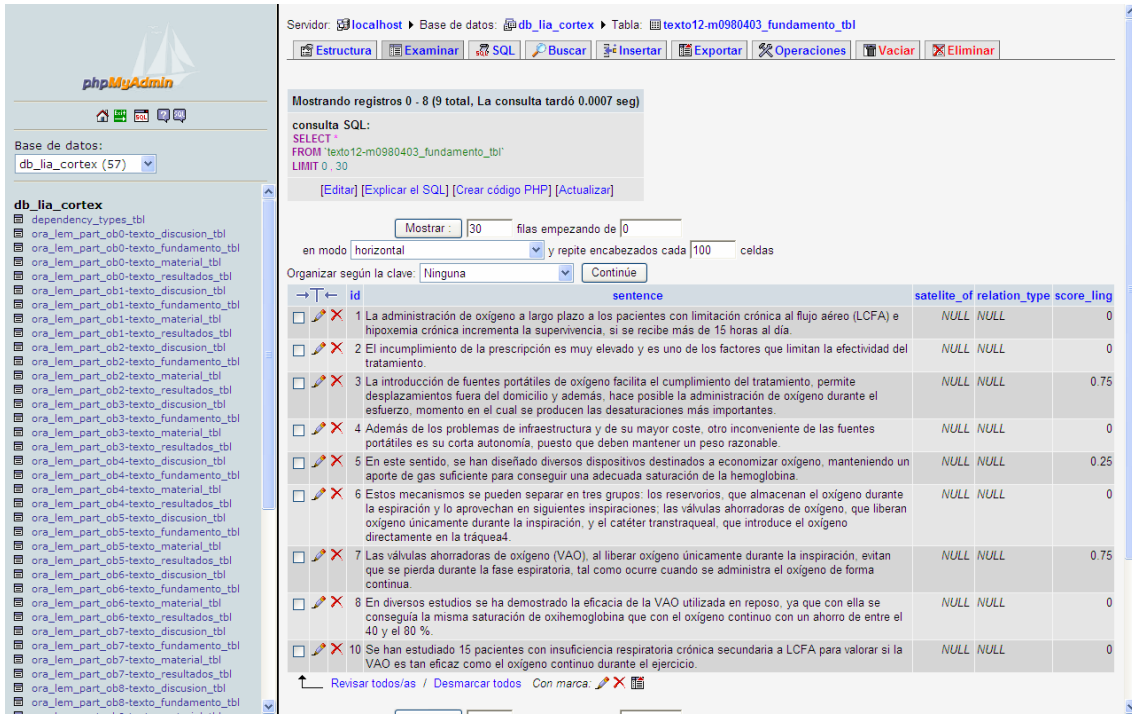 phpMyAdmin
Base de datos:
db_lia_cortex (57)
db_lia_cortex
dependency_types_tbl
ora_lem_part_ob0-texto_discusion_tbl
ora_lem_part_ob0-texto_fundamento_tbl
ora_lem_part_ob0-texto_material_tbl
ora_lem_part_ob0-texto_resultados_tbl
ora_lem_part_ob1-texto_discusion_tbl
ora_lem_part_ob1-texto_fundamento_tbl
ora_lem_part_ob1-texto_material_tbl
ora_lem_part_ob1-texto_resultados_tbl
ora_lem_part_ob2-texto_discusion_tbl
ora_lem_part_ob2-texto_fundamento_tbl
ora_lem_part_ob2-texto_material_tbl
ora_lem_part_ob2-texto_resultados_tbl
ora_lem_part_ob3-texto_discusion_tbl
ora_lem_part_ob3-texto_fundamento_tbl
ora_lem_part_ob3-texto_material_tbl
ora_lem_part_ob3-texto_resultados_tbl
ora_lem_part_ob4-texto_discusion_tbl
ora_lem_part_ob4-texto_fundamento_tbl
ora_lem_part_ob4-texto_material_tbl
ora_lem_part_ob4-texto_resultados_tbl
ora_lem_part_ob5-texto_discusion_tbl
ora_lem_part_ob5-texto_fundamento_tbl
ora_lem_part_ob5-texto_material_tbl
ora_lem_part_ob5-texto_resultados_tbl
ora_lem_part_ob6-texto_discusion_tbl
ora_lem_part_ob6-texto_fundamento_tbl
ora_lem_part_ob6-texto_material_tbl
ora_lem_part_ob6-texto_resultados_tbl
ora_lem_part_ob7-texto_discusion_tbl
ora_lem_part_ob7-texto_fundamento_tbl
ora_lem_part_ob7-texto_material_tbl
ora_lem_part_ob7-texto_resultados_tbl
ora_lem_part_ob8-texto_discusion_tbl
ora_lem_part_ob8-texto_fundamento_tbl
Servidor: localhost ▸ Base de datos: db_lia_cortex ▸ Tabla: texto12-m0980403_fundamento_tbl
Estructura Examinar SQL Buscar Insertar Exportar Operaciones Vaciar Eliminar
Mostrando registros 0 - 8 (9 total, La consulta tardó 0.0007 seg)
consulta SQL:
SELECT *
FROM `texto12-m0980403_fundamento_tbl`
LIMIT 0 , 30
[Editar] [Explicar el SQL] [Crear código PHP] [Actualizar]
Mostrar : 30 filas empezando de 0
en modo horizontal y repite encabezados cada 100 celdas
Organizar según la clave: Ninguna Continúe
←T→ id sentence satelite_of relation_type score_ling
1 La administración de oxígeno a largo plazo a los pacientes con limitación crónica al flujo aéreo (LCFA) e NULL NULL 0
hipoxemia crónica incrementa la supervivencia, si se recibe más de 15 horas al día.
2 El incumplimiento de la prescripción es muy elevado y es uno de los factores que limitan la efectividad del NULL NULL 0
tratamiento.
3 La introducción de fuentes portátiles de oxígeno facilita el cumplimiento del tratamiento, permite NULL NULL 0.75
desplazamientos fuera del domicilio y además, hace posible la administración de oxígeno durante el
esfuerzo, momento en el cual se producen las desaturaciones más importantes.
4 Además de los problemas de infraestructura y de su mayor coste, otro inconveniente de las fuentes NULL NULL 0
portátiles es su corta autonomía, puesto que deben mantener un peso razonable.
5 En este sentido, se han diseñado diversos dispositivos destinados a economizar oxígeno, manteniendo un NULL NULL 0.25
aporte de gas suficiente para conseguir una adecuada saturación de la hemoglobina.
6 Estos mecanismos se pueden separar en tres grupos: los reservorios, que almacenan el oxígeno durante NULL NULL 0
la espiración y lo aprovechan en siguientes inspiraciones; las válvulas ahorradoras de oxígeno, que liberan
oxígeno únicamente durante la inspiración, y el catéter transtraqueal, que introduce el oxígeno
directamente en la tráquea4.
7 Las válvulas ahorradoras de oxígeno (VAO), al liberar oxígeno únicamente durante la inspiración, evitan NULL NULL 0.75
que se pierda durante la fase espiratoria, tal como ocurre cuando se administra el oxígeno de forma
continua.
8 En diversos estudios se ha demostrado la eficacia de la VAO utilizada en reposo, ya que con ella se NULL NULL 0
conseguía la misma saturación de oxihemoglobina que con el oxígeno continuo con un ahorro de entre el
40 y el 80 %.
10 Se han estudiado 15 pacientes con insuficiencia respiratoria crónica secundaria a LCFA para valorar si la NULL NULL 0
VAO es tan eficaz como el oxígeno continuo durante el ejercicio.
Revisar todos/as / Desmarcar todos Con marca: